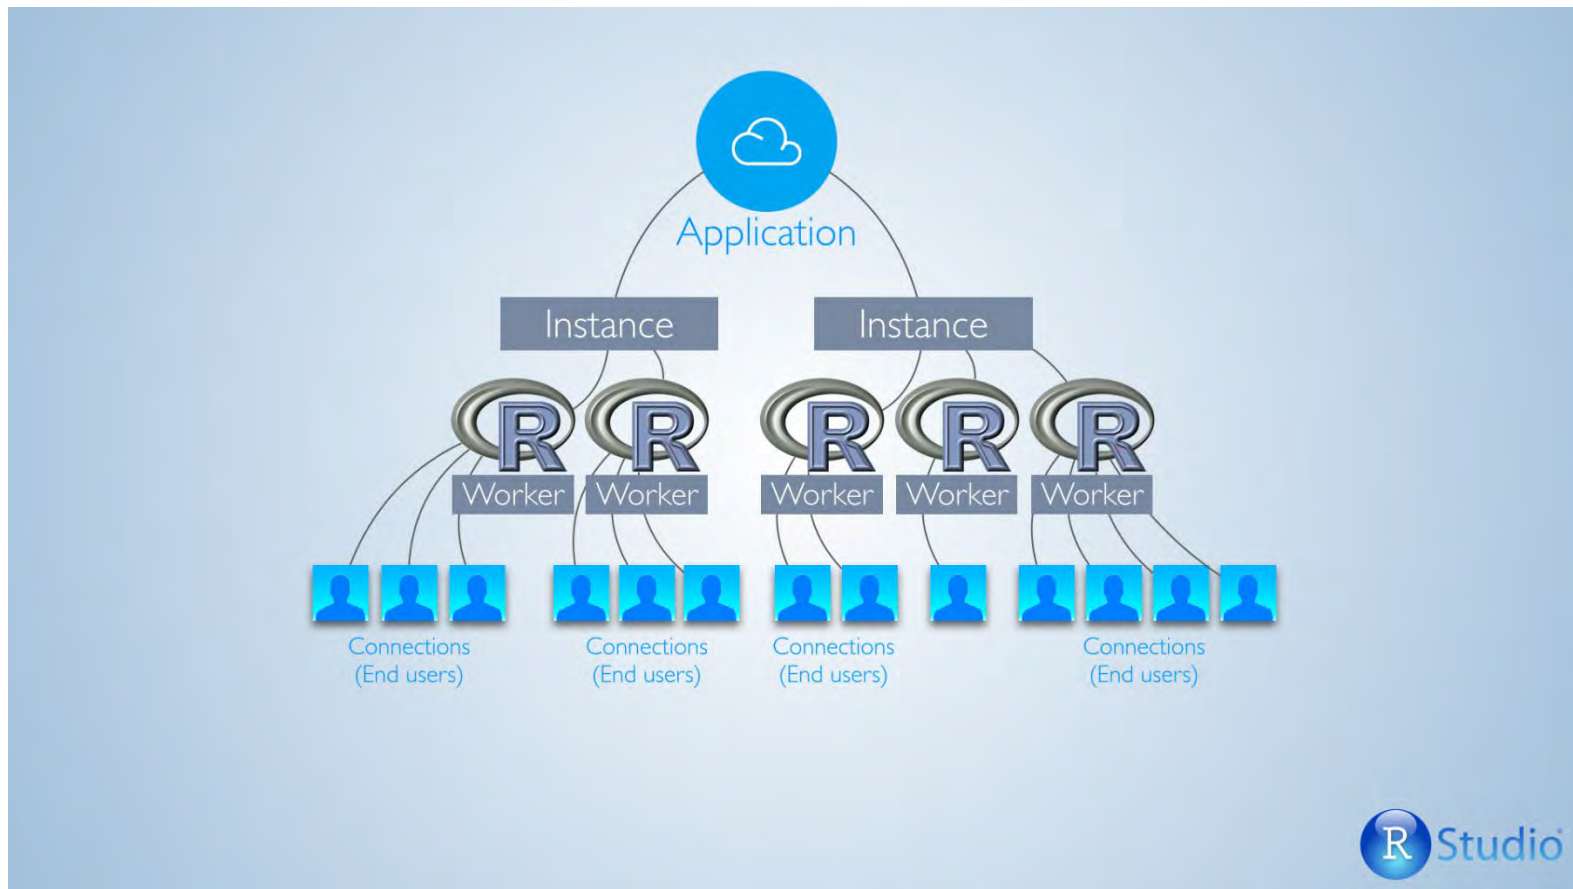 Application
Instance
Instance
R
R
R
R
R
Worker
Worker
Worker
Worker
Worker
Connections
(End users)
Connections
(End users)
Connections
(End users)
Connections
(End users)
R Studio